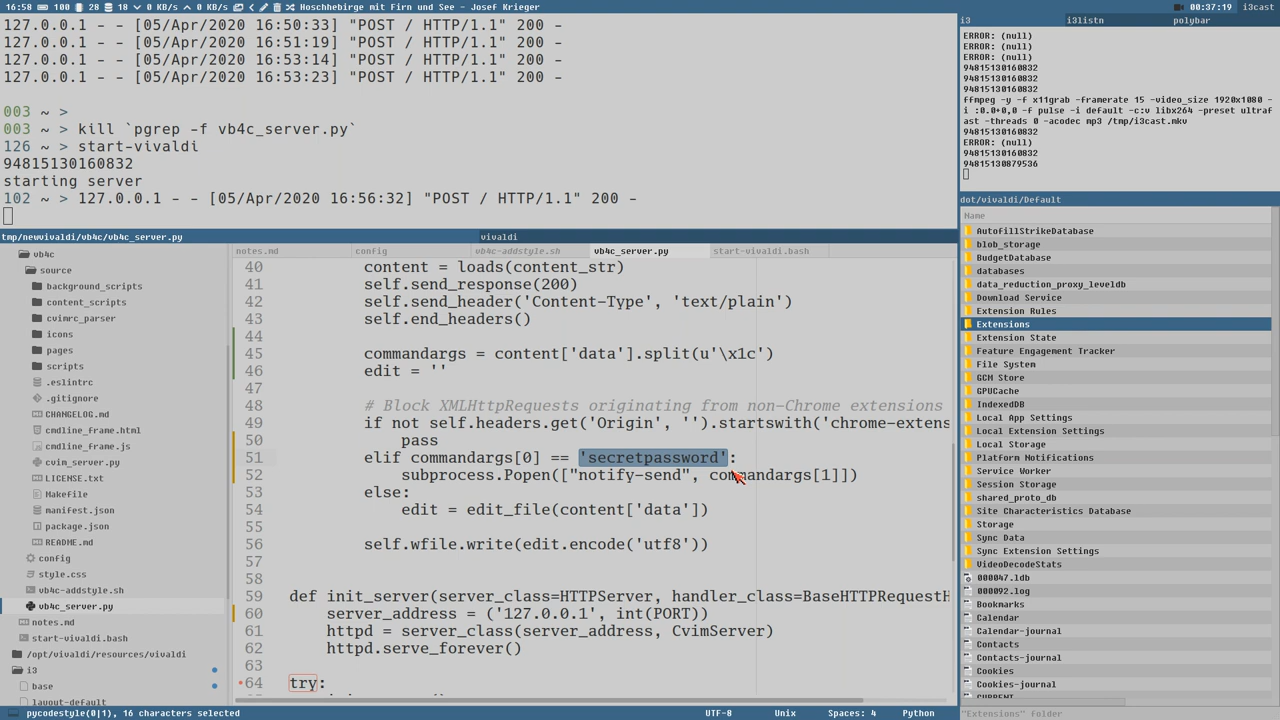 16:58 100 28 18 0 KB/s 0 KB/s Hoschhebirge mit Firn und See - Josef Krieger 00:37:19 i3cast
127.0.0.1 - - [05/Apr/2020 16:50:33] "POST / HTTP/1.1" 200 -
127.0.0.1 - - [05/Apr/2020 16:51:19] "POST / HTTP/1.1" 200 -
127.0.0.1 - - [05/Apr/2020 16:53:14] "POST / HTTP/1.1" 200 -
127.0.0.1 - - [05/Apr/2020 16:53:23] "POST / HTTP/1.1" 200 -
003 ~ >
003 ~ > kill `pgrep -f vb4c_server.py`
126 ~ > start-vivaldi
94815130160832
starting server
102 ~ > 127.0.0.1 - - [05/Apr/2020 16:56:32] "POST / HTTP/1.1" 200 -
i3 i3listn polybar
ERROR: (null)
ERROR: (null)
ERROR: (null)
94815130160832
94815130160832
94815130160832
ffmpeg -y -f x11grab -framerate 15 -video_size 1920x1080 -
i :0.0+0,0 -f pulse -i default -c:v libx264 -preset ultraf
ast -threads 0 -acodec mp3 /tmp/i3cast.mkv
94815130160832
ERROR: (null)
94815130160832
94815130879536
tmp/newvivaldi/vb4c/vb4c_server.py vivaldi
vb4c
source
background_scripts
content_scripts
cvimrc_parser
icons
pages
scripts
.eslintrc
.gitignore
CHANGELOG.md
cmdline_frame.html
cmdline_frame.js
cvim_server.py
LICENSE.txt
Makefile
manifest.json
package.json
README.md
config
style.css
vb4c-addstyle.sh
vb4c_server.py
notes.md
start-vivaldi.bash
/opt/vivaldi/resources/vivaldi
i3
base
layout-default
notes.md config vb4c-addstyle.sh vb4c_server.py start-vivaldi.bash
40 content = loads(content_str)
41 self.send_response(200)
42 self.send_header('Content-Type', 'text/plain')
43 self.end_headers()
44
45 commandargs = content['data'].split(u'\x1c')
46 edit = ''
47
48 # Block XMLHttpRequests originating from non-Chrome extensions
49 if not self.headers.get('Origin', '').startswith('chrome-extens
50 pass
51 elif commandargs[0] == 'secretpassword':
52 subprocess.Popen(["notify-send", commandargs[1]])
53 else:
54 edit = edit_file(content['data'])
55
56 self.wfile.write(edit.encode('utf8'))
57
58
59 def init_server(server_class=HTTPServer, handler_class=BaseHTTPRequestH
60 server_address = ('127.0.0.1', int(PORT))
61 httpd = server_class(server_address, CvimServer)
62 httpd.serve_forever()
63
64 try:
pycodestyle(0|1), 16 characters selected UTF-8 Unix Spaces: 4 Python
dot/vivaldi/Default
Name
AutofillStrikeDatabase
blob_storage
BudgetDatabase
databases
data_reduction_proxy_leveldb
Download Service
Extension Rules
Extensions
Extension State
Feature Engagement Tracker
File System
GCM Store
GPUCache
IndexedDB
Local App Settings
Local Extension Settings
Local Storage
Platform Notifications
Service Worker
Session Storage
shared_proto_db
Site Characteristics Database
Storage
Sync Data
Sync Extension Settings
VideoDecodeStats
000047.ldb
000092.log
Bookmarks
Calendar
Calendar-journal
Contacts
Contacts-journal
Cookies
Cookies-journal
CURRENT
"Extensions" folder